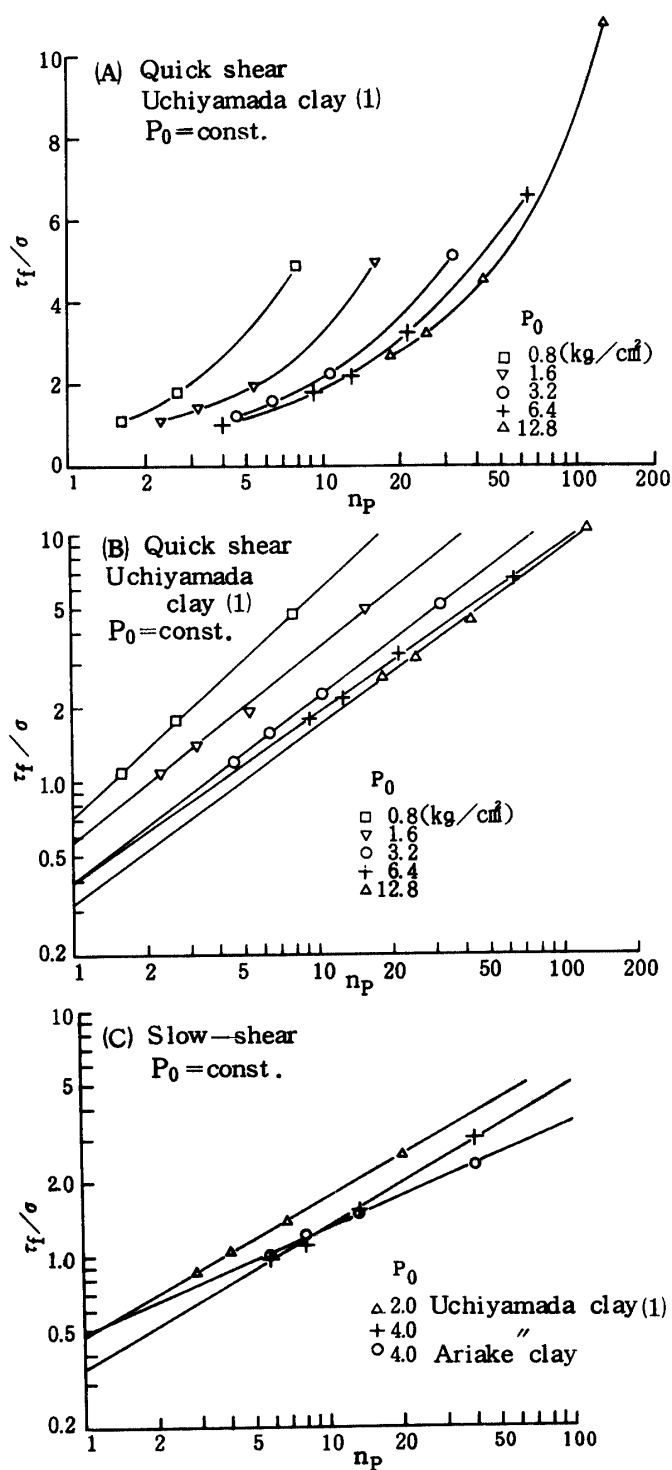 (A) Quick shear
Uchiyamada clay (1)
P₀=const.
10
8
6
4
2
0
τf/σ
P₀
□ 0.8(kg/cm²)
▽ 1.6
○ 3.2
+ 6.4
△ 12.8
1 2 5 10 20 50 100 200
nP
(B) Quick shear
Uchiyamada
clay (1)
P₀=const.
10
5
2
1.0
0.5
0.2
τf/σ
P₀
□ 0.8(kg/cm²)
▽ 1.6
○ 3.2
+ 6.4
△ 12.8
1 2 5 10 20 50 100 200
nP
(C) Slow—shear
P₀=const.
10
5
2.0
1.0
0.5
0.2
τf/σ
P₀
△ 2.0 Uchiyamada clay(1)
+ 4.0 〃
○ 4.0 Ariake clay
1 2 5 10 20 50 100
nP